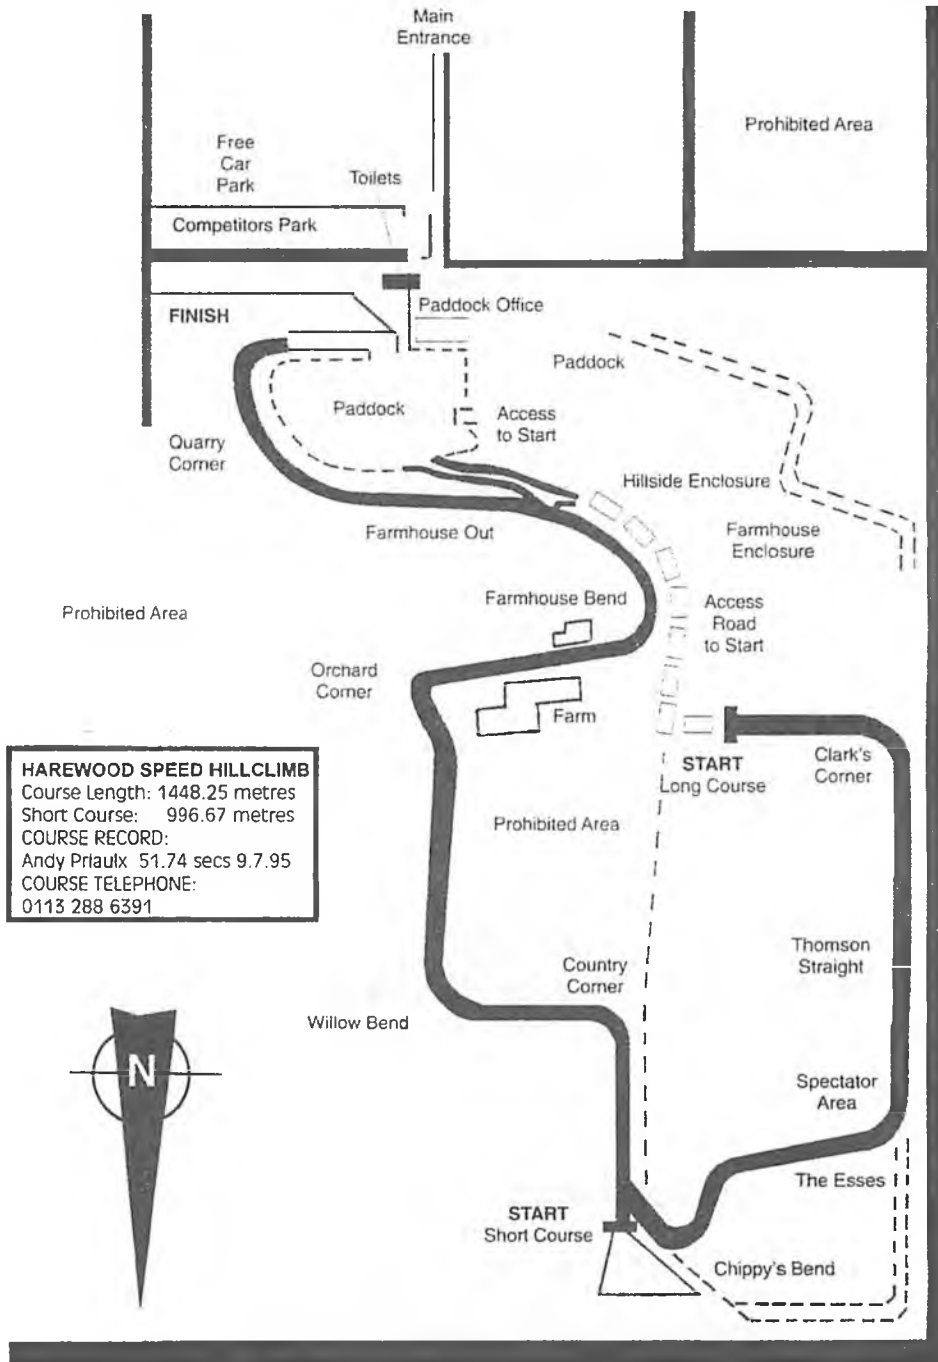 Main
Entrance
Prohibited Area
Free
Car
Park
Toilets
Competitors Park
FINISH
Paddock Office
Paddock
Paddock
Access
to Start
Quarry
Corner
Hillside Enclosure
Farmhouse Out
Farmhouse
Enclosure
Farmhouse Bend
Access
Road
to Start
Prohibited Area
Orchard
Corner
Farm
START
Long Course
Clark's
Corner
HAREWOOD SPEED HILLCLIMB
Course Length: 1448.25 metres
Short Course: 996.67 metres
COURSE RECORD:
Andy Priaulx 51.74 secs 9.7.95
COURSE TELEPHONE:
0113 288 6391
Prohibited Area
Thomson
Straight
Country
Corner
Willow Bend
N
Spectator
Area
The Esses
START
Short Course
Chippy's Bend